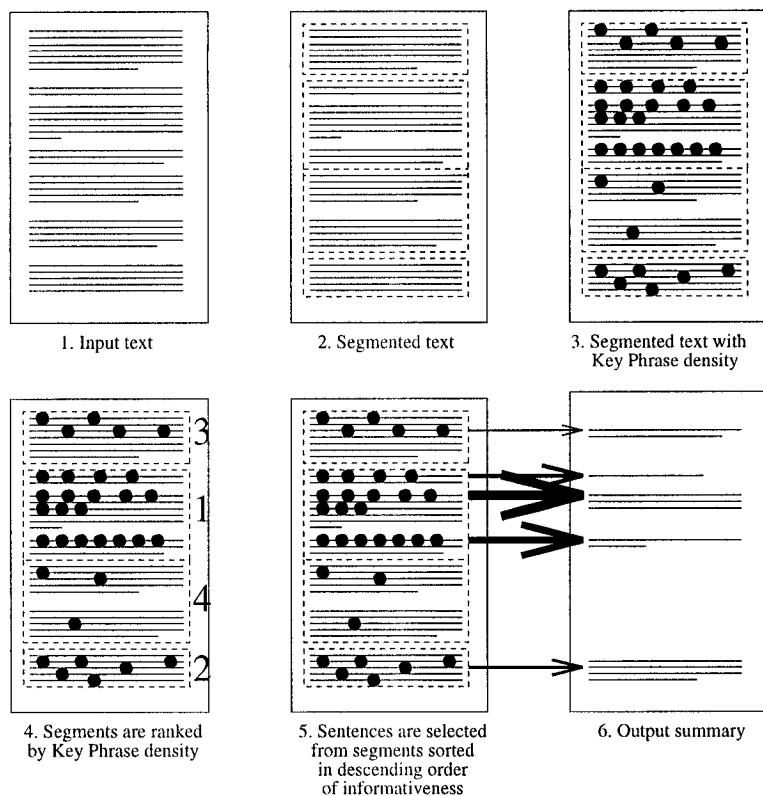 1. Input text
2. Segmented text
3. Segmented text with
Key Phrase density
3
1
4
2
4. Segments are ranked
by Key Phrase density
5. Sentences are selected
from segments sorted
in descending order
of informativeness
6. Output summary